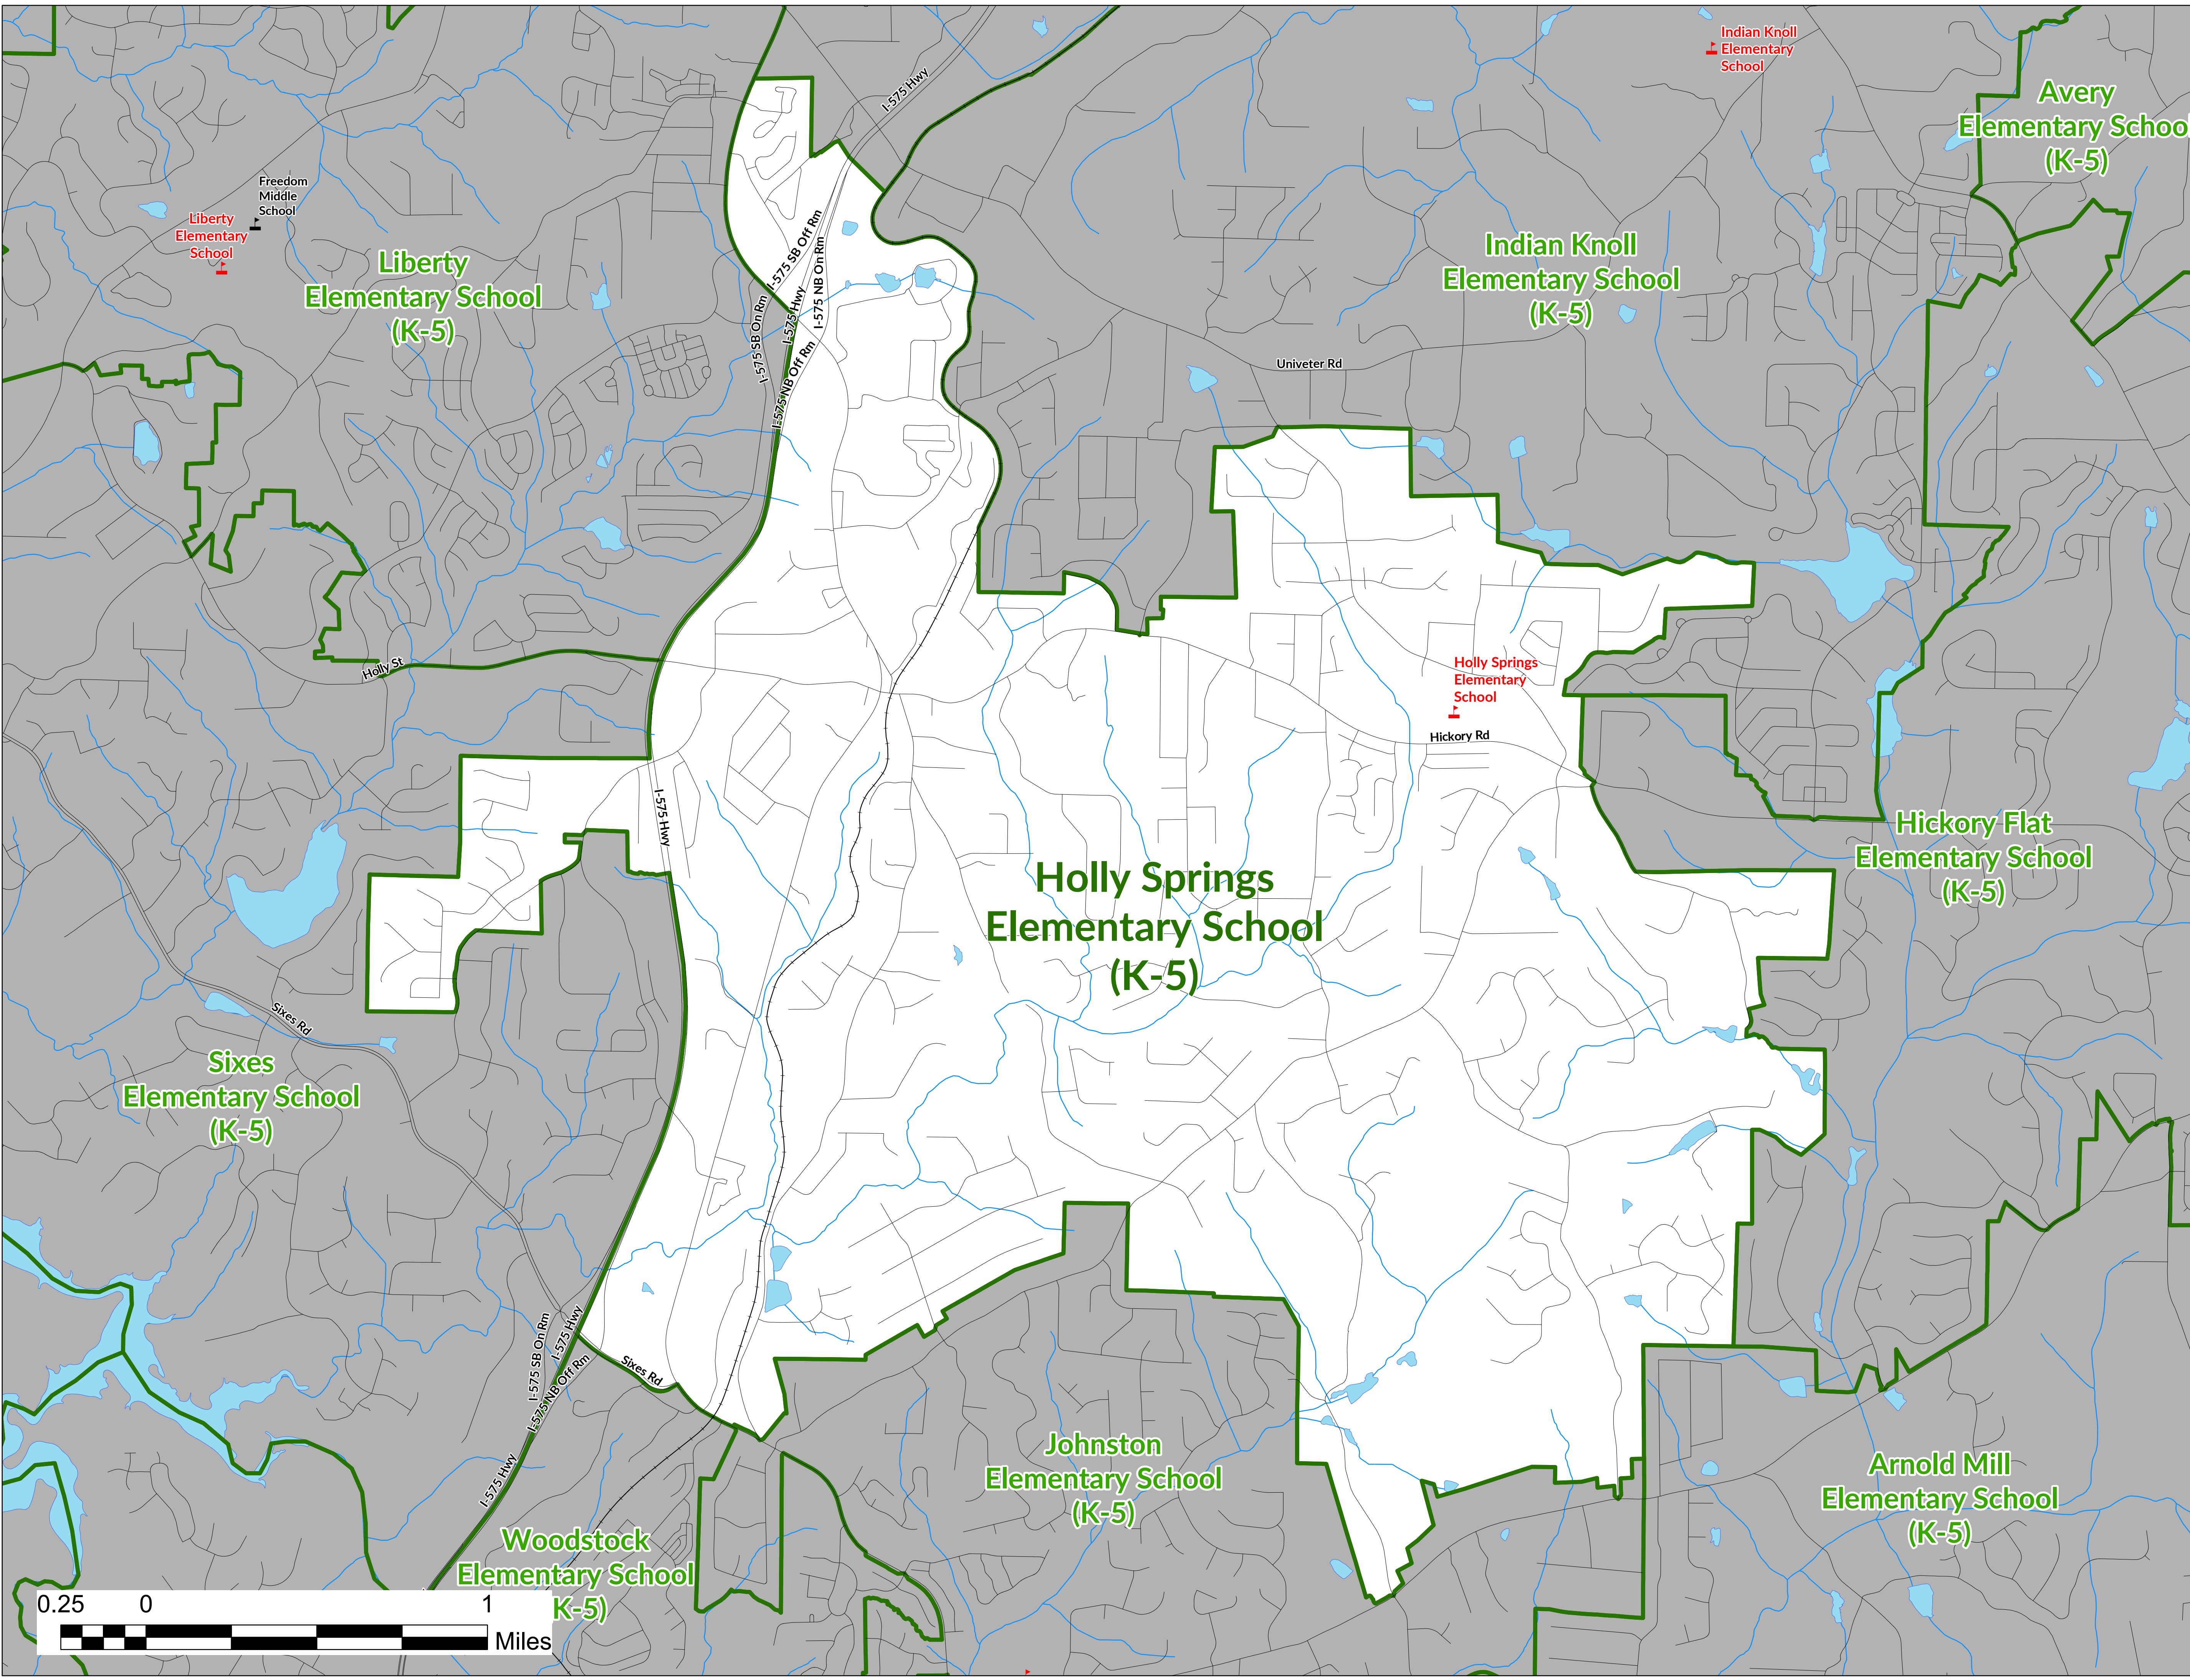 Indian Knoll
Elementary
School
Avery
Elementary Schoo
(K-5)
I-575 Hwy
Freedom
Middle
School
Liberty
Elementary
School
Liberty
Elementary School
(K-5)
Indian Knoll
Elementary School
(K-5)
I-575 SB Off Rm
I-575 NB On Rm
I-575 SB On Rm
I-575 Hwy
I-575 NB Off Rm
Univeter Rd
Holly St
Holly Springs
Elementary
School
Hickory Rd
I-575 Hwy
Hickory Flat
Elementary School
(K-5)
Holly Springs
Elementary School
(K-5)
Sixes Rd
Sixes
Elementary School
(K-5)
I-575 SB On Rm
I-575 Hwy
I-575 NB Off Rm
Sixes Rd
I-575 Hwy
Johnston
Elementary School
(K-5)
Arnold Mill
Elementary School
(K-5)
Woodstock
Elementary School
K-5)
0.25 0 1
Miles